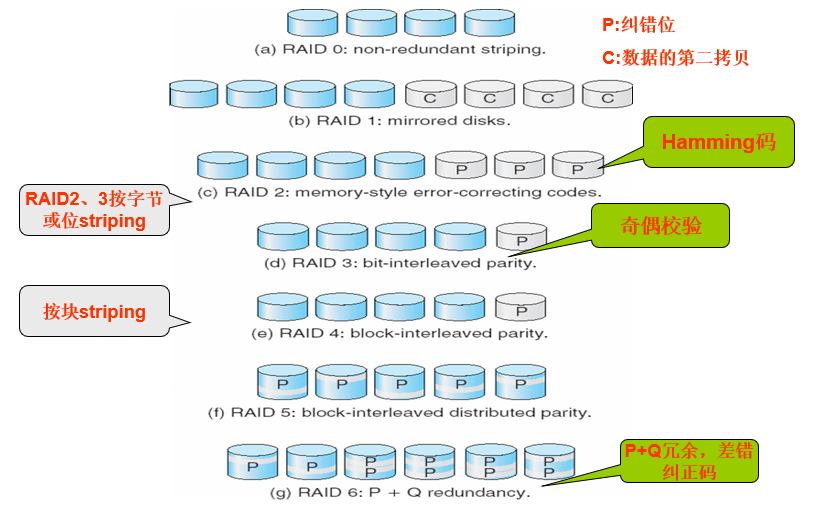 P:纠错位
(a) RAID 0: non-redundant striping.
C:数据的第二拷贝
C C C C
(b) RAID 1: mirrored disks.
Hamming码
P P P
(c) RAID 2: memory-style error-correcting codes.
RAID2、3按字节
或位striping
奇偶校验
P
(d) RAID 3: bit-interleaved parity.
按块striping
P
(e) RAID 4: block-interleaved parity.
P P P P P
(f) RAID 5: block-interleaved distributed parity.
P+Q冗余，差错
纠正码
P P P P P P
P P P
(g) RAID 6: P + Q redundancy.